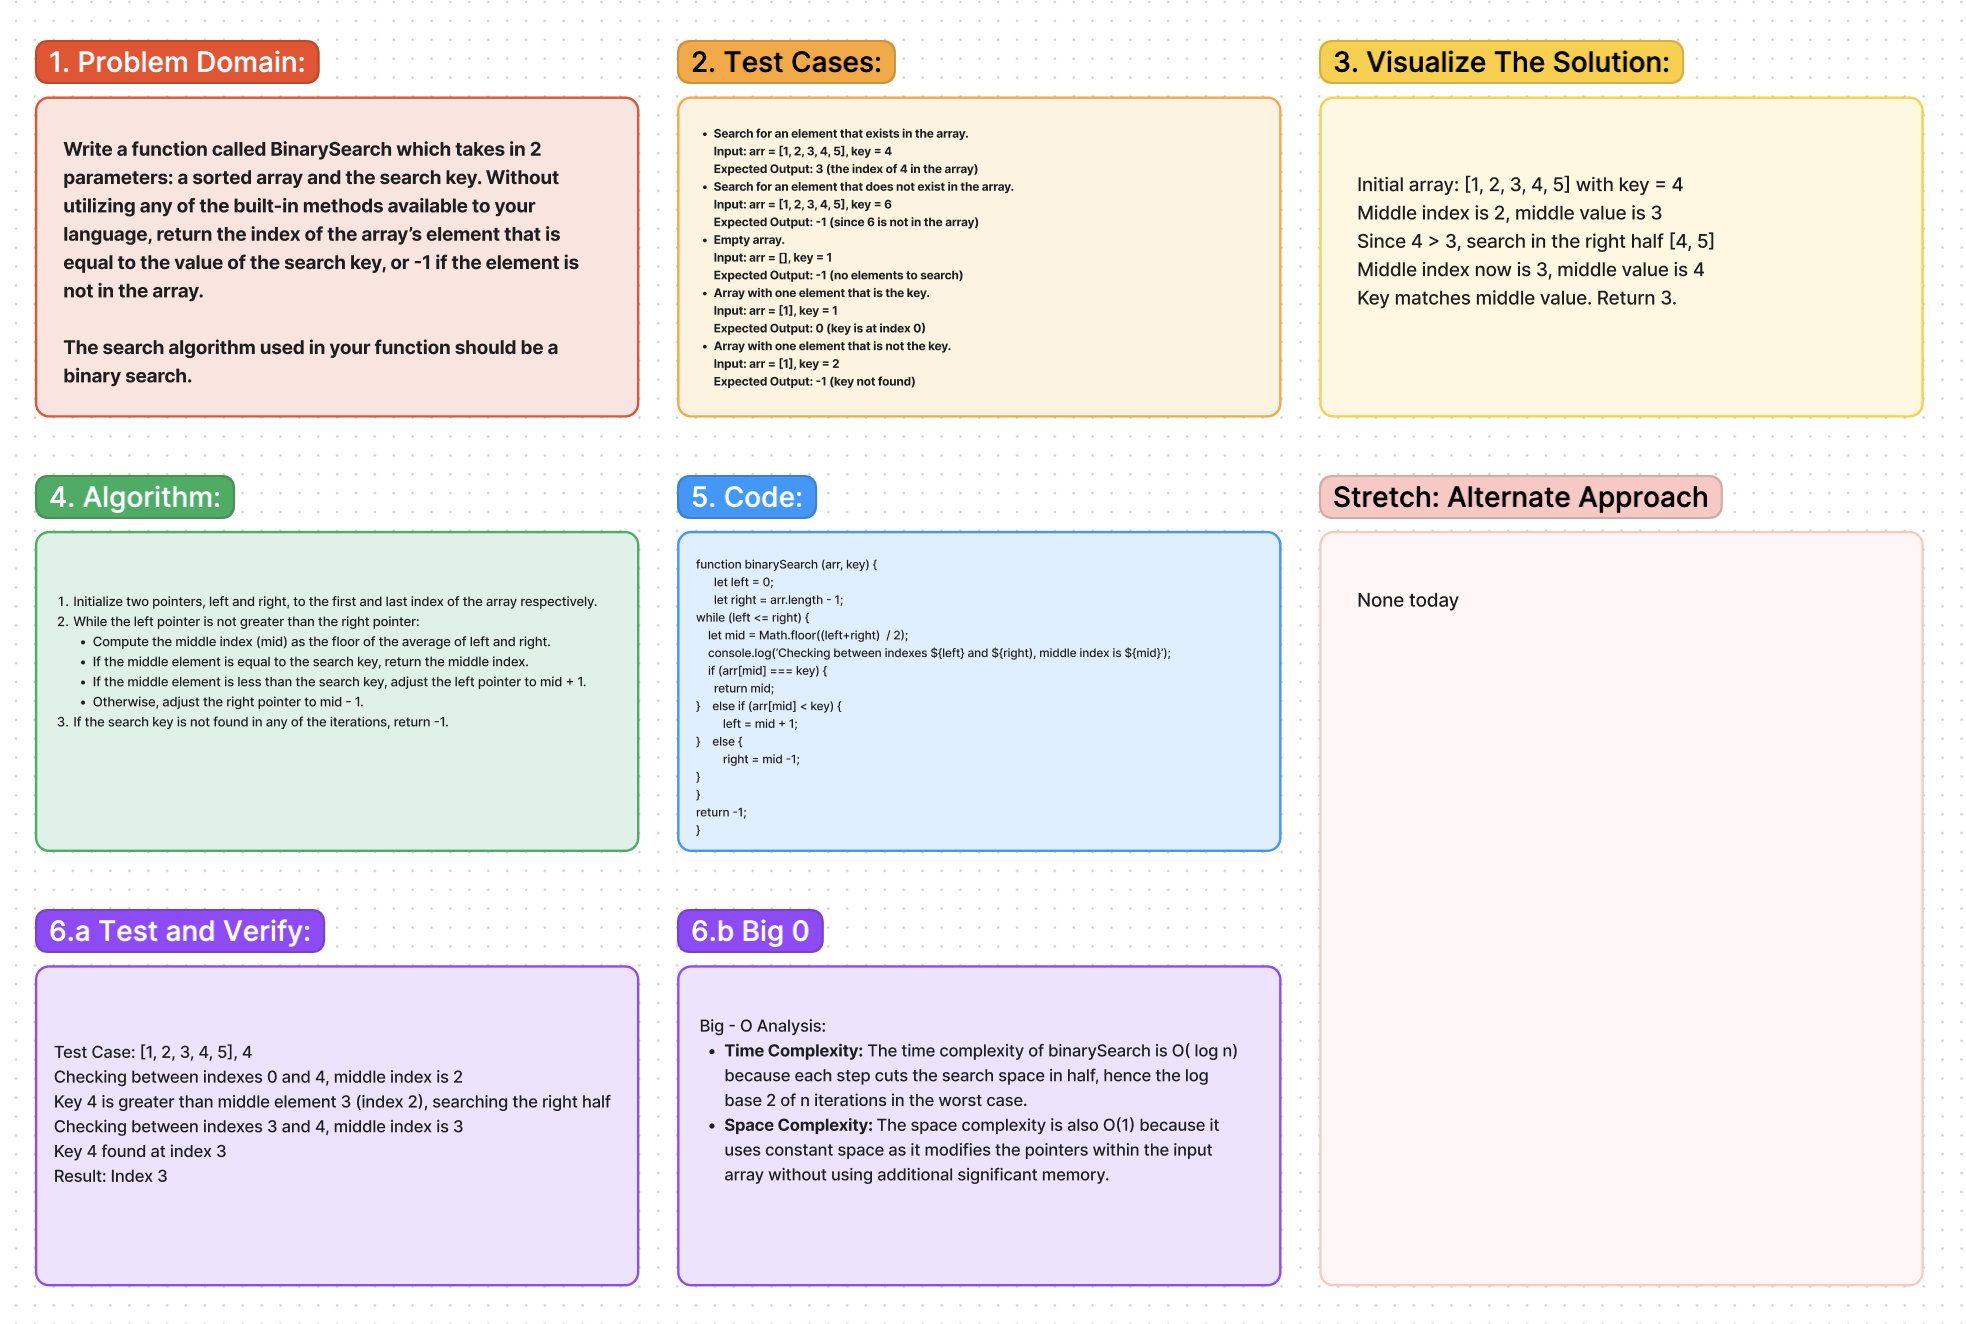 1. Problem Domain:
Write a function called BinarySearch which takes in 2
parameters: a sorted array and the search key. Without
utilizing any of the built-in methods available to your
language, return the index of the array’s element that is
equal to the value of the search key, or -1 if the element is
not in the array.
The search algorithm used in your function should be a
binary search.
2. Test Cases:
• Search for an element that exists in the array.
Input: arr = [1, 2, 3, 4, 5], key = 4
Expected Output: 3 (the index of 4 in the array)
• Search for an element that does not exist in the array.
Input: arr = [1, 2, 3, 4, 5], key = 6
Expected Output: -1 (since 6 is not in the array)
• Empty array.
Input: arr = [], key = 1
Expected Output: -1 (no elements to search)
• Array with one element that is the key.
Input: arr = [1], key = 1
Expected Output: 0 (key is at index 0)
• Array with one element that is not the key.
Input: arr = [1], key = 2
Expected Output: -1 (key not found)
3. Visualize The Solution:
Initial array: [1, 2, 3, 4, 5] with key = 4
Middle index is 2, middle value is 3
Since 4 > 3, search in the right half [4, 5]
Middle index now is 3, middle value is 4
Key matches middle value. Return 3.
4. Algorithm:
1. Initialize two pointers, left and right, to the first and last index of the array respectively.
2. While the left pointer is not greater than the right pointer:
• Compute the middle index (mid) as the floor of the average of left and right.
• If the middle element is equal to the search key, return the middle index.
• If the middle element is less than the search key, adjust the left pointer to mid + 1.
• Otherwise, adjust the right pointer to mid - 1.
3. If the search key is not found in any of the iterations, return -1.
5. Code:
function binarySearch (arr, key) {
let left = 0;
let right = arr.length - 1;
while (left <= right) {
let mid = Math.floor((left+right) / 2);
console.log(‘Checking between indexes ${left} and ${right), middle index is ${mid}’);
if (arr[mid] === key) {
return mid;
} else if (arr[mid] < key) {
left = mid + 1;
} else {
right = mid -1;
}
}
return -1;
}
Stretch: Alternate Approach
None today
6.a Test and Verify:
Test Case: [1, 2, 3, 4, 5], 4
Checking between indexes 0 and 4, middle index is 2
Key 4 is greater than middle element 3 (index 2), searching the right half
Checking between indexes 3 and 4, middle index is 3
Key 4 found at index 3
Result: Index 3
6.b Big 0
Big - O Analysis:
• Time Complexity: The time complexity of binarySearch is O( log n)
because each step cuts the search space in half, hence the log
base 2 of n iterations in the worst case.
• Space Complexity: The space complexity is also O(1) because it
uses constant space as it modifies the pointers within the input
array without using additional significant memory.